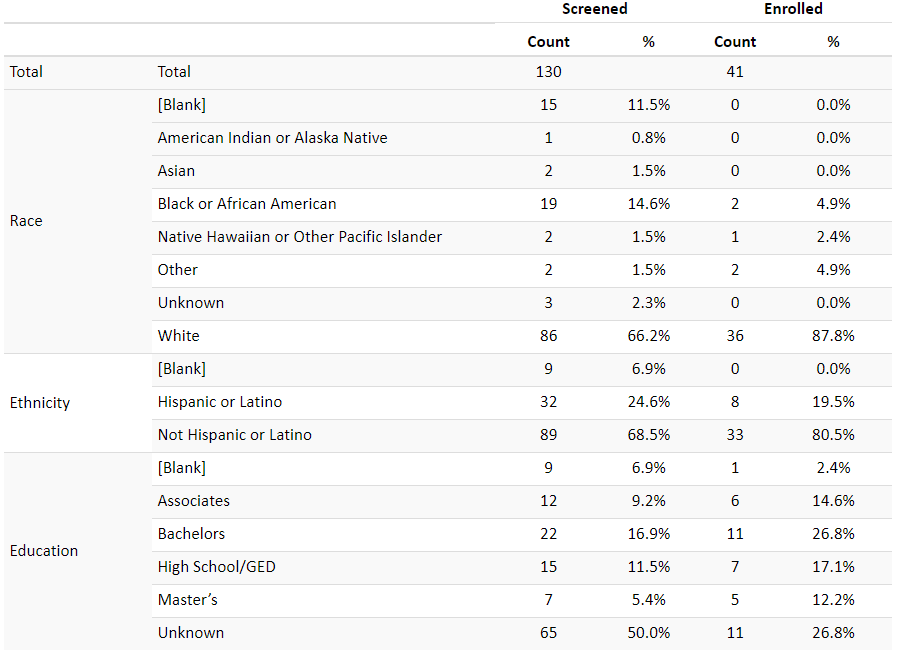 Screened Enrolled
Count % Count %
Total Total 130 41
[Blank] 15 11.5% 0 0.0%
American Indian or Alaska Native 1 0.8% 0 0.0%
Asian 2 1.5% 0 0.0%
Black or African American 19 14.6% 2 4.9%
Race
Native Hawaiian or Other Pacific Islander 2 1.5% 1 2.4%
Other 2 1.5% 2 4.9%
Unknown 3 2.3% 0 0.0%
White 86 66.2% 36 87.8%
[Blank] 9 6.9% 0 0.0%
Ethnicity Hispanic or Latino 32 24.6% 8 19.5%
Not Hispanic or Latino 89 68.5% 33 80.5%
[Blank] 9 6.9% 1 2.4%
Associates 12 9.2% 6 14.6%
Bachelors 22 16.9% 11 26.8%
Education
High School/GED 15 11.5% 7 17.1%
Master’s 7 5.4% 5 12.2%
Unknown 65 50.0% 11 26.8%